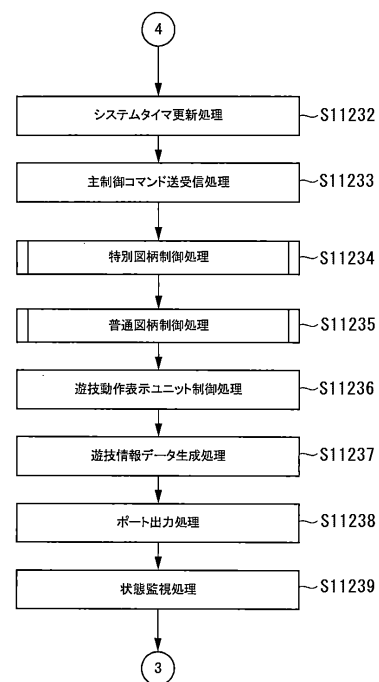 4
システムタイマ更新処理 S11232
主制御コマンド送受信処理 S11233
特別図柄制御処理 S11234
普通図柄制御処理 S11235
遊技動作表示ユニット制御処理 S11236
遊技情報データ生成処理 S11237
ポート出力処理 S11238
状態監視処理 S11239
3